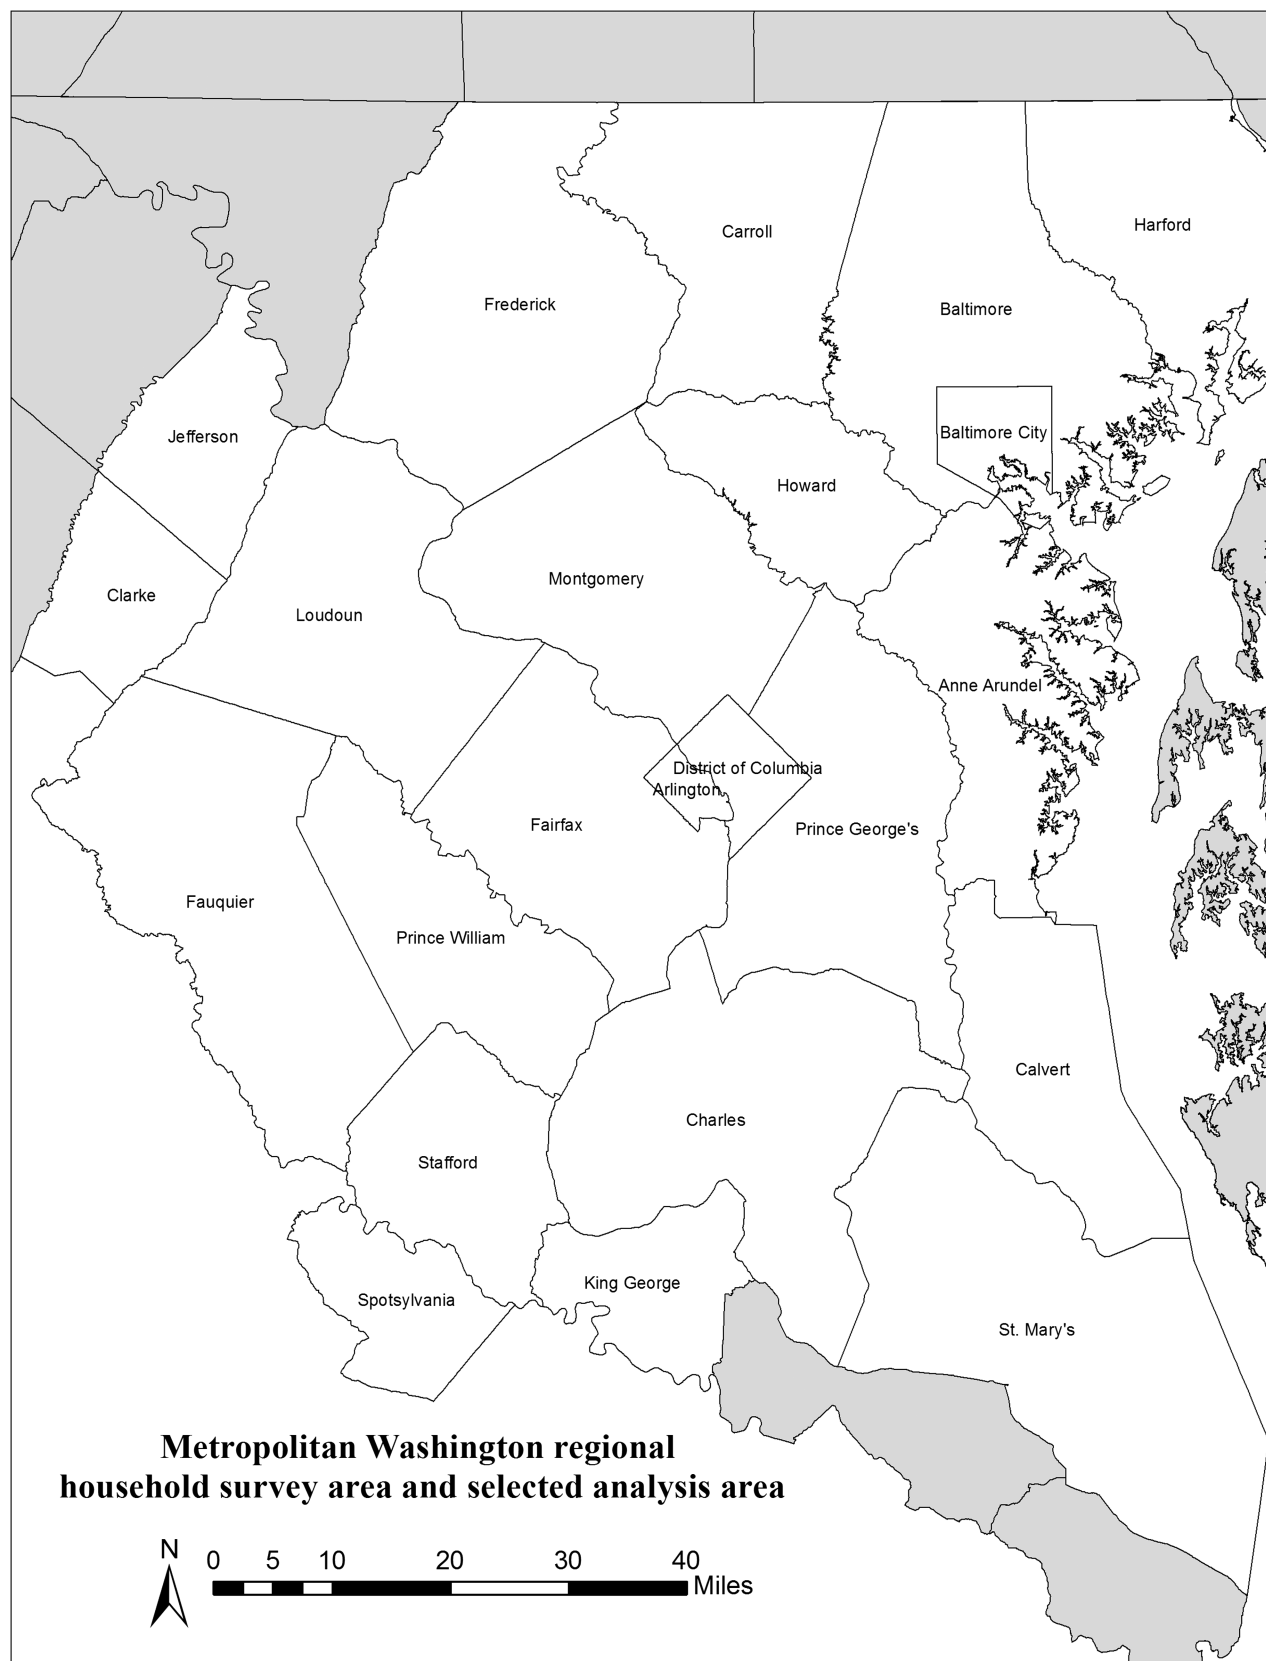 Carroll
Harford
Frederick
Baltimore
Jefferson
Baltimore City
Howard
Montgomery
Clarke
Loudoun
Anne Arundel
District of Columbia
Arlington
Fairfax
Prince George's
Fauquier
Prince William
Calvert
Charles
Stafford
King George
Spotsylvania
St. Mary's
Metropolitan Washington regional
household survey area and selected analysis area
N
0 5 10 20 30 40
Miles